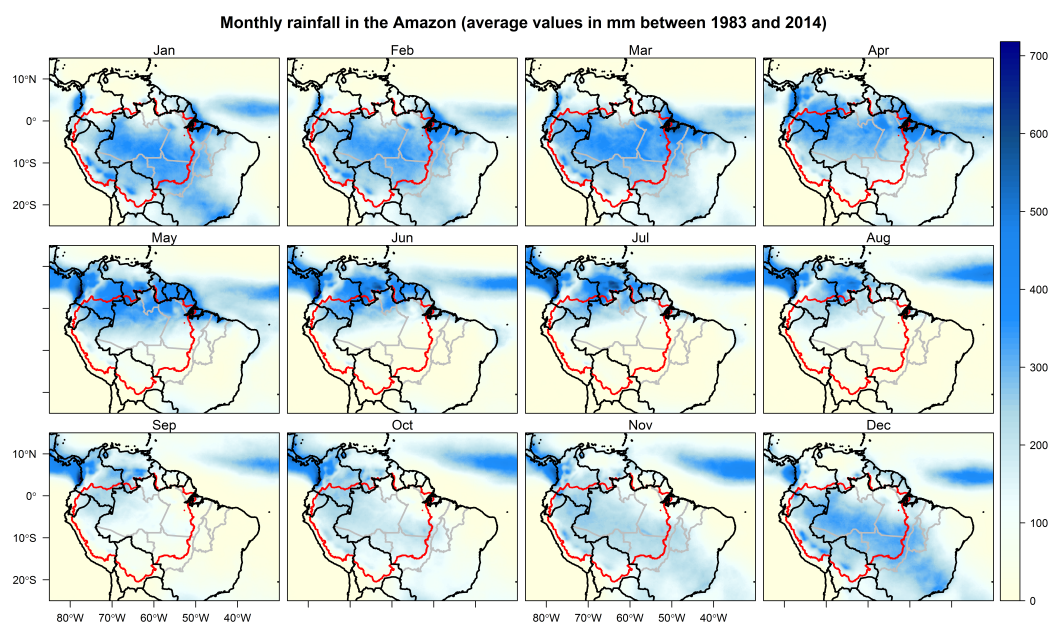 Monthly rainfall in the Amazon (average values in mm between 1983 and 2014)
Jan Feb Mar Apr
10°N
0°
10°S
20°S
May Jun Jul Aug
Sep Oct Nov Dec
10°N
0°
10°S
20°S
80°W 70°W 60°W 50°W 40°W 80°W 70°W 60°W 50°W 40°W
700
600
500
400
300
200
100
0